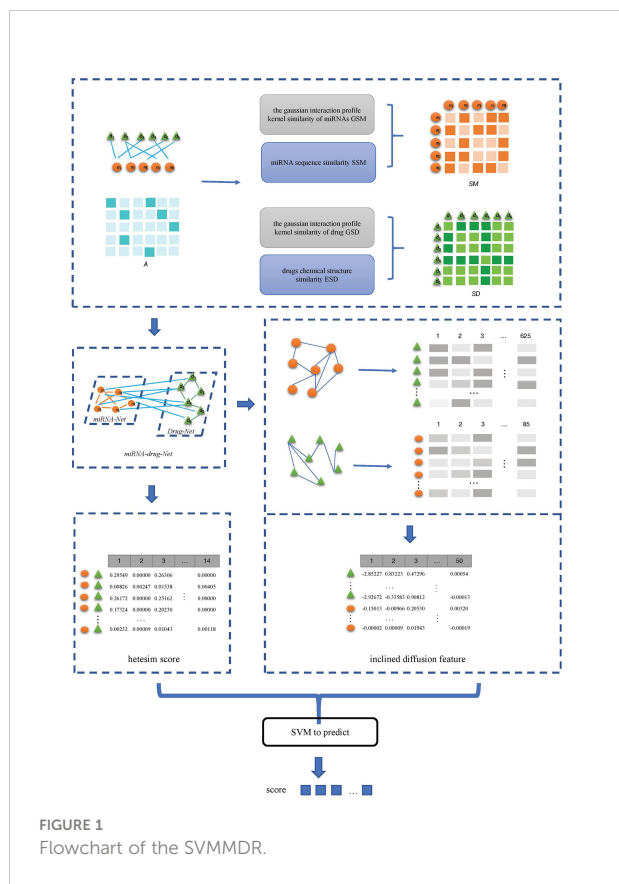 the gaussian interaction profile
kernel similarity of miRNAs GSM
miRNA sequence similarity SSM
SM
A
the gaussian interaction profile
kernel similarity of drug GSD
drugs chemical structure
similarity ESD
SD
miRNA-Net
Drug-Net
miRNA-drug-Net
1 2 3 ... 625
...
1 2 3 ... 85
...
1 2 3 .... 14
0.29549 0.00000 0.26306 0.00000
0.00826 0.00247 0.01538 0.00405
0.26172 0.00000 0.25162 0.00000
0.17324 0.00000 0.20230 0.00000
...
0.00232 0.00009 0.01043 0.00118
hetesim score
1 2 3 .... 50
-2.85227 0.83223 0.47296 0.00054
...
-2.92672 -0.33583 0.90812 -0.00013
-0.15013 -0.00966 0.20530 0.00320
...
-0.00002 0.00009 0.01943 -0.00019
inclined diffusion feature
SVM to predict
score ...
FIGURE 1
Flowchart of the SVMMDR.